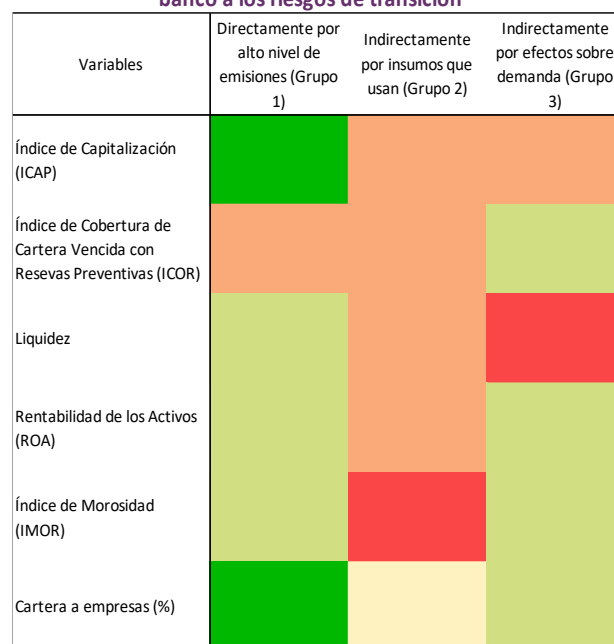 banco a los riesgos de transición
Variables
Directamente por
alto nivel de
emisiones (Grupo
1)
Indirectamente
por insumos que
usan (Grupo 2)
Indirectamente
por efectos sobre
demanda (Grupo
3)
Índice de Capitalización
(ICAP)
Índice de Cobertura de
Cartera Vencida con
Resevas Preventivas (ICOR)
Liquidez
Rentabilidad de los Activos
(ROA)
Índice de Morosidad
(IMOR)
Cartera a empresas (%)